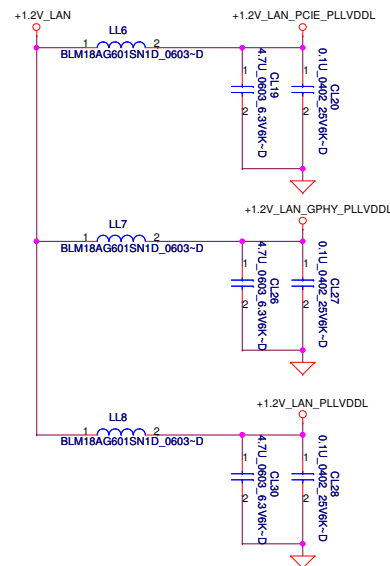 +1.2V_LAN
+1.2V_LAN_PCIE_PLLVDDL
LL6
1 2
BLM18AG601SN1D_0603~D
1
2
CL19
4.7U_0603_6.3V6K~D
1
2
CL20
0.1U_0402_25V6K~D
+1.2V_LAN_GPHY_PLLVDDL
LL7
1 2
BLM18AG601SN1D_0603~D
1
2
CL26
4.7U_0603_6.3V6K~D
1
2
CL27
0.1U_0402_25V6K~D
+1.2V_LAN_PLLVDDL
LL8
1 2
BLM18AG601SN1D_0603~D
1
2
CL30
4.7U_0603_6.3V6K~D
1
2
CL28
0.1U_0402_25V6K~D